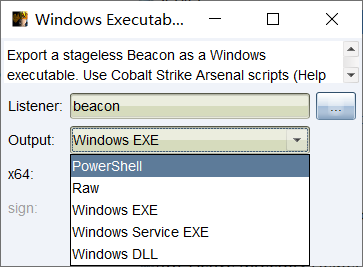 Windows Executab...
Export a stageless Beacon as a Windows
executable. Use Cobalt Strike Arsenal scripts (Help
Listener: beacon ...
Output: Windows EXE
x64: PowerShell
Raw
sign: Windows EXE
Windows Service EXE
Windows DLL